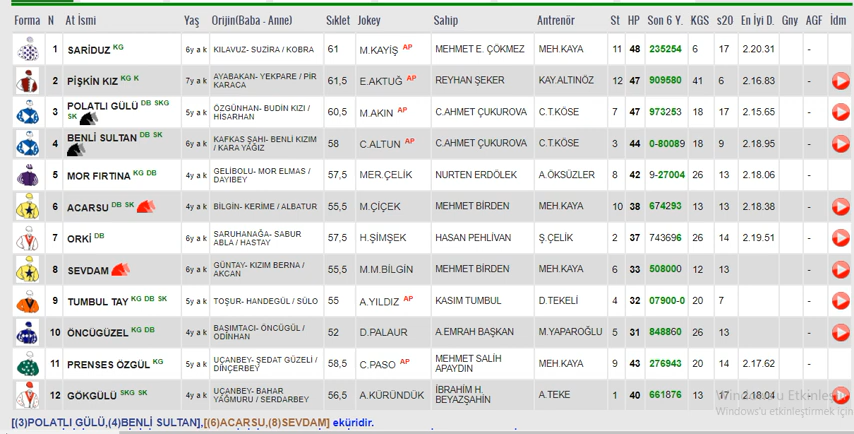 Forma N At İsmi Yaş Orijin(Baba - Anne) Sıklet Jokey Sahip Antrenör St HP Son 6 Y. KGS s20 En İyi D. Gny AGF İdm
1 SARİDUZ KG 6y a k KILAVUZ- SUZİRA / KOBRA 61 M.KAYİŞ AP MEHMET E. ÇÖKMEZ MEH.KAYA 11 48 235254 6 17 2.20.31 -
2 PİŞKİN KIZ KG K 7y a k AYABAKAN- YEKPARE / PİR KARACA 61,5 E.AKTUĞ AP REYHAN ŞEKER KAY.ALTINÖZ 12 47 909580 41 6 2.16.83 -
3 POLATLI GÜLÜ DB SKG SK 5y a k ÖZGÜNHAN- BUDİN KIZI / HİSARHAN 60,5 M.AKIN AP C.AHMET ÇUKUROVA C.T.KÖSE 7 47 973253 18 17 2.15.65 -
4 BENLİ SULTAN DB SK 6y a k KAFKAS ŞAHI- BENLİ KIZIM / KARA YAĞIZ 58 C.ALTUN AP C.AHMET ÇUKUROVA C.T.KÖSE 3 44 0-80089 18 9 2.18.95 -
5 MOR FIRTINA KG DB 4y a k GELİBOLU- MOR ELMAS / DAYIBEY 57,5 MER.ÇELİK NURTEN ERDÖLEK A.ÖKSÜZLER 8 42 9-27004 26 13 2.18.06 -
6 ACARSU DB SK 4y a k BİLGİN- KERİME / ALBATUR 55,5 M.ÇİÇEK MEHMET BİRDEN MEH.KAYA 10 38 674293 13 13 2.18.38 -
7 ORKİ DB 6y a k SARUHANAĞA- SABUR ABLA / HASTAY 57,5 H.ŞİMŞEK HASAN PEHLİVAN Ş.ÇELİK 2 37 743696 26 14 2.19.51 -
8 SEVDAM 6y a k GÜNTAY- KIZIM BERNA / AKCAN 55,5 M.M.BİLGİN MEHMET BİRDEN MEH.KAYA 6 33 508000 12 13 -
9 TUMBUL TAY KG DB SK 5y a k TOŞUR- HANDEGÜL / SÜLO 55 A.YILDIZ AP KASIM TUMBUL D.TEKELİ 4 32 07900-0 20 7 -
10 ÖNCÜGÜZEL KG DB 4y a k BAŞIMTACI- ÖNCÜGÜL / ODİNHAN 52 D.PALAUR A.EMRAH BAŞKAN M.YAPAROĞLU 5 31 848860 26 13 -
11 PRENSES ÖZGÜL KG 5y a k UÇANBEY- ŞEDAT GÜZELİ / DİNÇERBEY 58,5 C.PASO AP MEHMET SALİH APAYDIN MEH.KAYA 9 43 276943 20 14 2.17.62 -
12 GÖKGÜLÜ SKG SK 4y a k UÇANBEY- BAHAR YAĞMURU / SERDARBEY 56,5 A.KÜRÜNDÜK İBRAHİM H. BEYAZŞAHİN A.TEKE 1 40 661876 13 17 2.18.04 -
Windows'u Etkinleştir
Windows'u etkinleştirmek için
[(3)POLATLI GÜLÜ,(4)BENLİ SULTAN],[(6)ACARSU,(8)SEVDAM] eküridir.